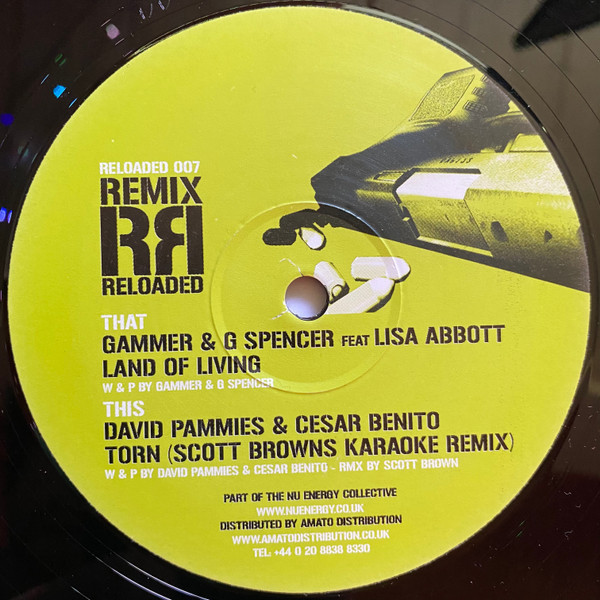 RELOADED 007
REMIX
RR
RELOADED
THAT
GAMMER & G SPENCER FEAT LISA ABBOTT
LAND OF LIVING
W & P BY GAMMER & G SPENCER
THIS
DAVID PAMMIES & CESAR BENITO
TORN (SCOTT BROWNS KARAOKE REMIX)
W & P BY DAVID PAMMIES & CESAR BENITO - RMX BY SCOTT BROWN
PART OF THE NU ENERGY COLLECTIVE
WWW.NUENERGY.CO.UK
DISTRIBUTED BY AMATO DISTRIBUTION
WWW.AMATODISTRIBUTION.CO.UK
TEL: +44 0 20 8838 8330